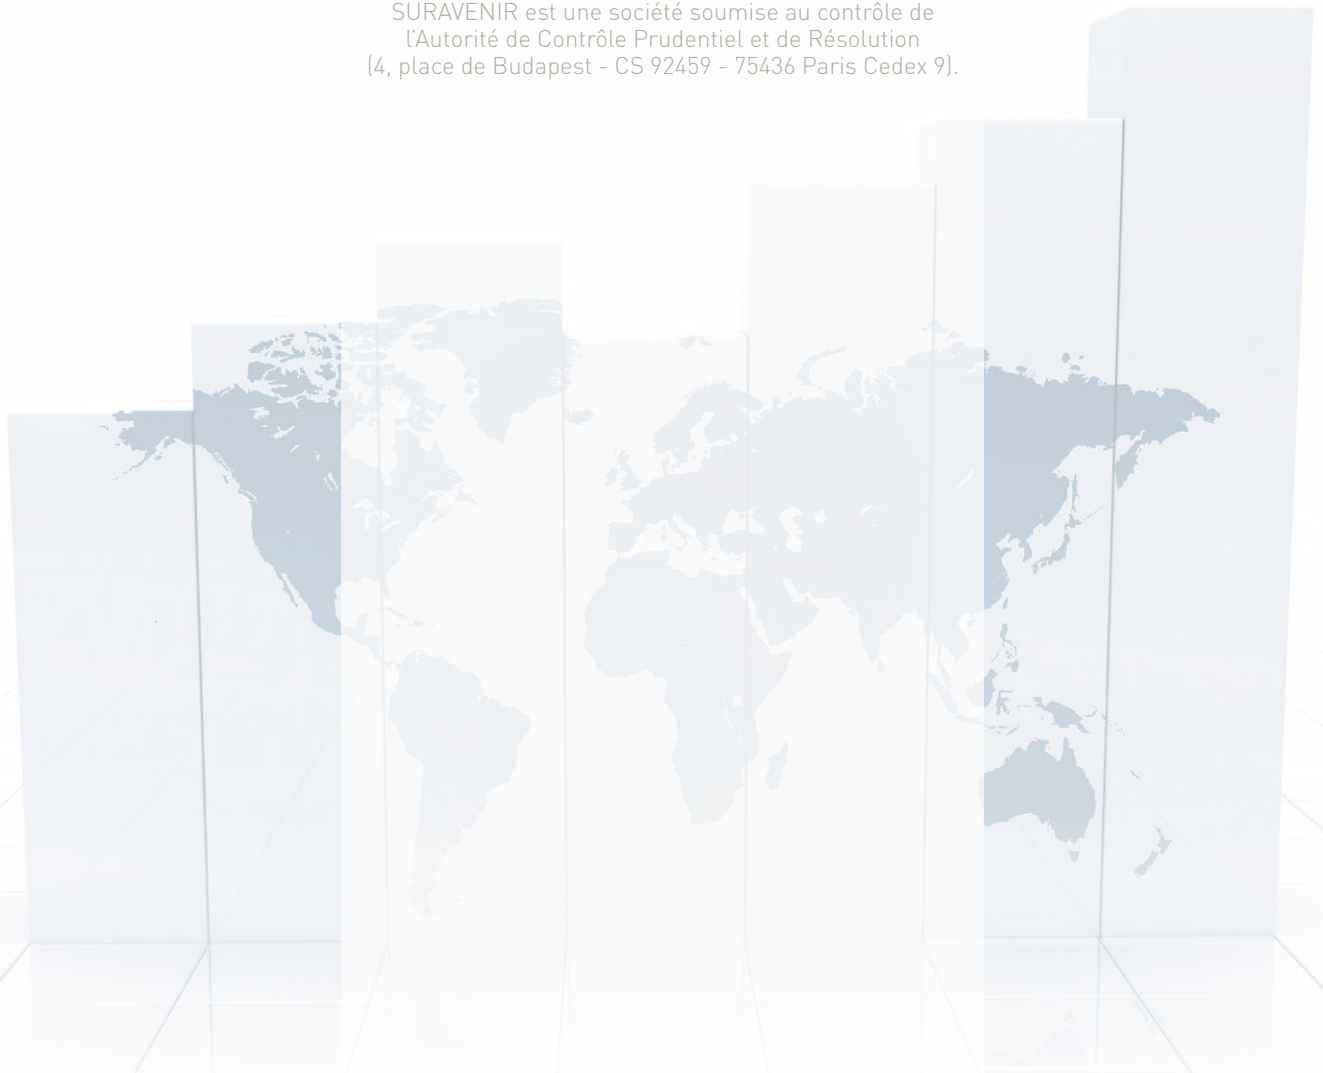 SURAVENIR est une société soumise au contrôle de
l'Autorité de Contrôle Prudentiel et de Résolution
(4, place de Budapest - CS 92459 - 75436 Paris Cedex 9).